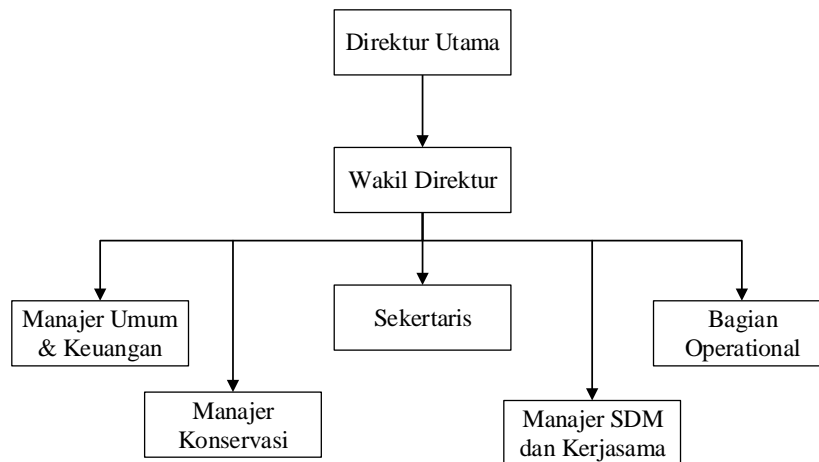 Direktur Utama
Wakil Direktur
Manajer Umum
& Keuangan
Sekertaris
Bagian
Operational
Manajer
Konservasi
Manajer SDM
dan Kerjasama